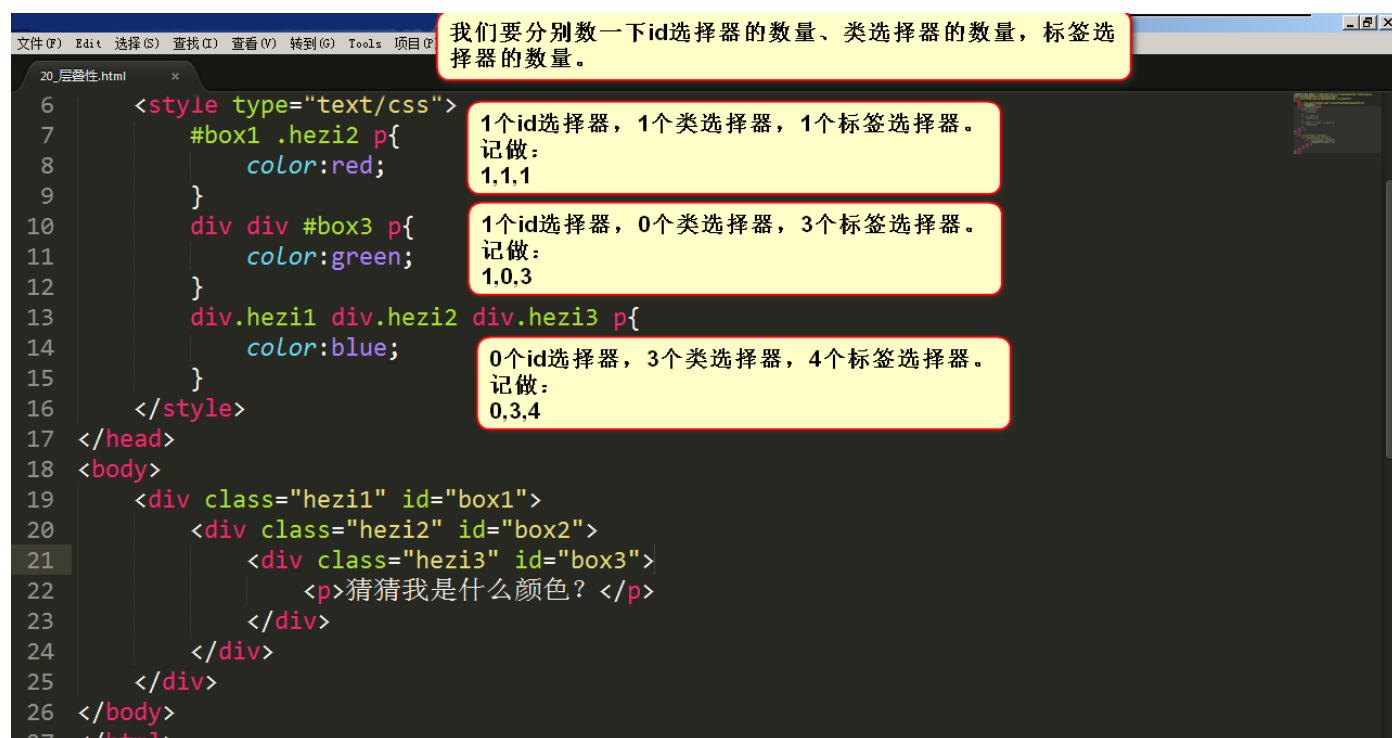 我们要分别数一下id选择器的数量、类选择器的数量，标签选
择器的数量。
文件(F) Edit 选择(S) 查找(I) 查看(V) 转到(G) Tools 项目(P
20_层叠性.html ×
6 <style type="text/css">
7 #box1 .hezi2 p{
8 color:red;
9 }
10 div div #box3 p{
11 color:green;
12 }
13 div.hezi1 div.hezi2 div.hezi3 p{
14 color:blue;
15 }
16 </style>
17 </head>
18 <body>
19 <div class="hezi1" id="box1">
20 <div class="hezi2" id="box2">
21 <div class="hezi3" id="box3">
22 <p>猜猜我是什么颜色？</p>
23 </div>
24 </div>
25 </div>
26 </body>
27 </html>
1个id选择器，1个类选择器，1个标签选择器。
记做：
1,1,1
1个id选择器，0个类选择器，3个标签选择器。
记做：
1,0,3
0个id选择器，3个类选择器，4个标签选择器。
记做：
0,3,4